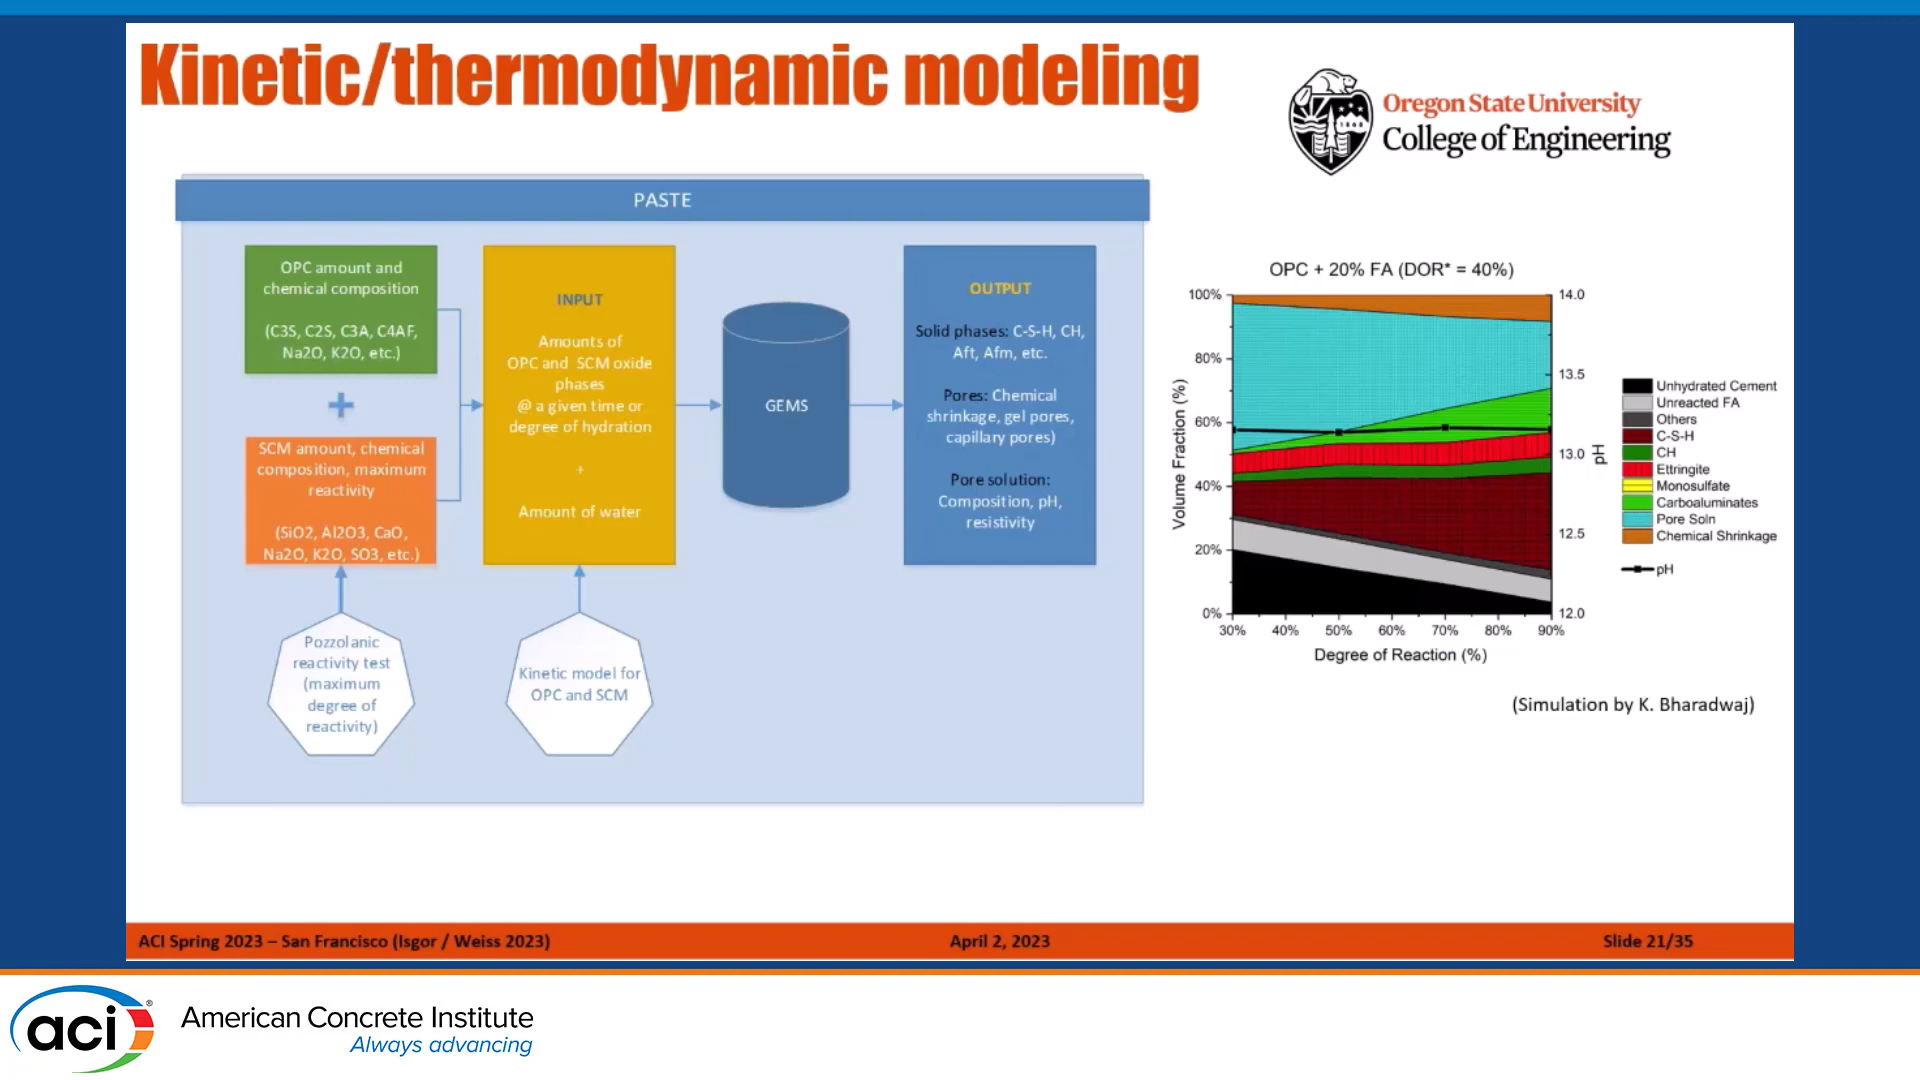 Kinetic/thermodynamic modeling
Oregon State University
College of Engineering
PASTE
OPC amount and
chemical composition
(C3S, C2S, C3A, C4AF,
Na2O, K2O, etc.)
+
SCM amount, chemical
composition, maximum
reactivity
(SiO2, Al2O3, CaO,
Na2O, K2O, SO3, etc.)
Pozzolanic
reactivity test
(maximum
degree of
reactivity)
INPUT
Amounts of
OPC and SCM oxide
phases
@ a given time or
degree of hydration
+
Amount of water
Kinetic model for
OPC and SCM
GEMS
OUTPUT
Solid phases: C-S-H, CH,
Aft, Afm, etc.
Pores: Chemical
shrinkage, gel pores,
capillary pores)
Pore solution:
Composition, pH,
resistivity
OPC + 20% FA (DOR* = 40%)
Volume Fraction (%)
100%
80%
60%
40%
20%
0%
30% 40% 50% 60% 70% 80% 90%
Degree of Reaction (%)
14.0
13.5
13.0
12.5
12.0
pH
Unhydrated Cement
Unreacted FA
Others
C-S-H
CH
Ettringite
Monosulfate
Carboaluminates
Pore Soln
Chemical Shrinkage
pH
(Simulation by K. Bharadwaj)
ACI Spring 2023 – San Francisco (Isgor / Weiss 2023)
April 2, 2023
Slide 21/35
aci®
American Concrete Institute
Always advancing